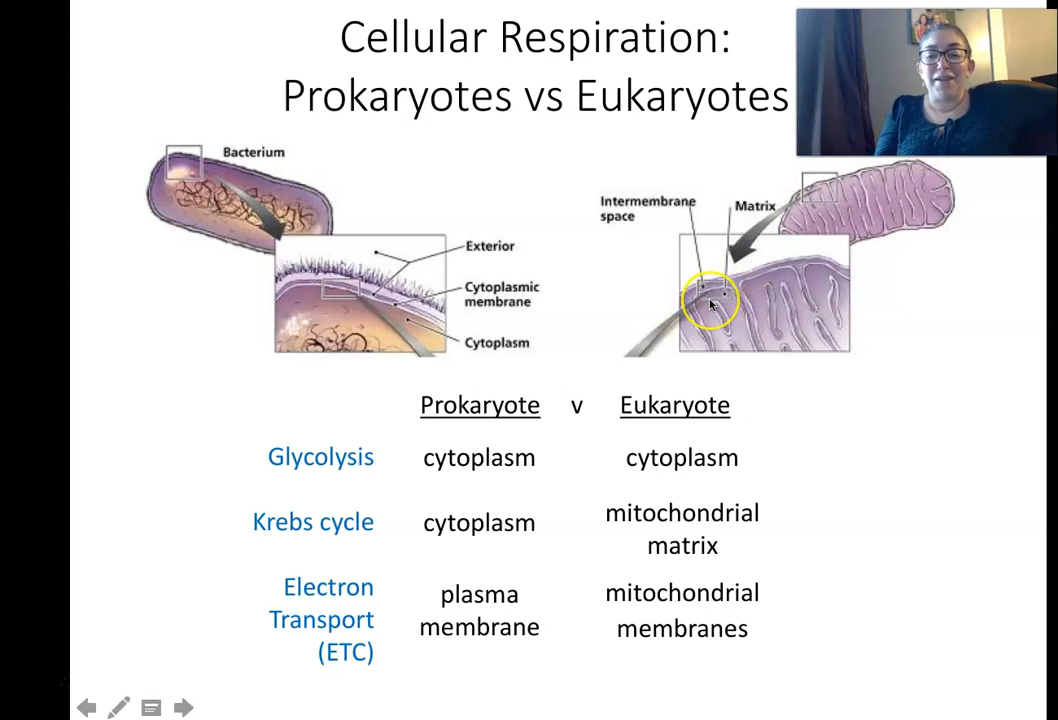 Cellular Respiration:
Prokaryotes vs Eukaryotes
Bacterium
Exterior
Cytoplasmic
membrane
Cytoplasm
Intermembrane
space
Matrix
Prokaryote v Eukaryote
Glycolysis cytoplasm cytoplasm
Krebs cycle cytoplasm mitochondrial
matrix
Electron
Transport
(ETC)
plasma
membrane
mitochondrial
membranes